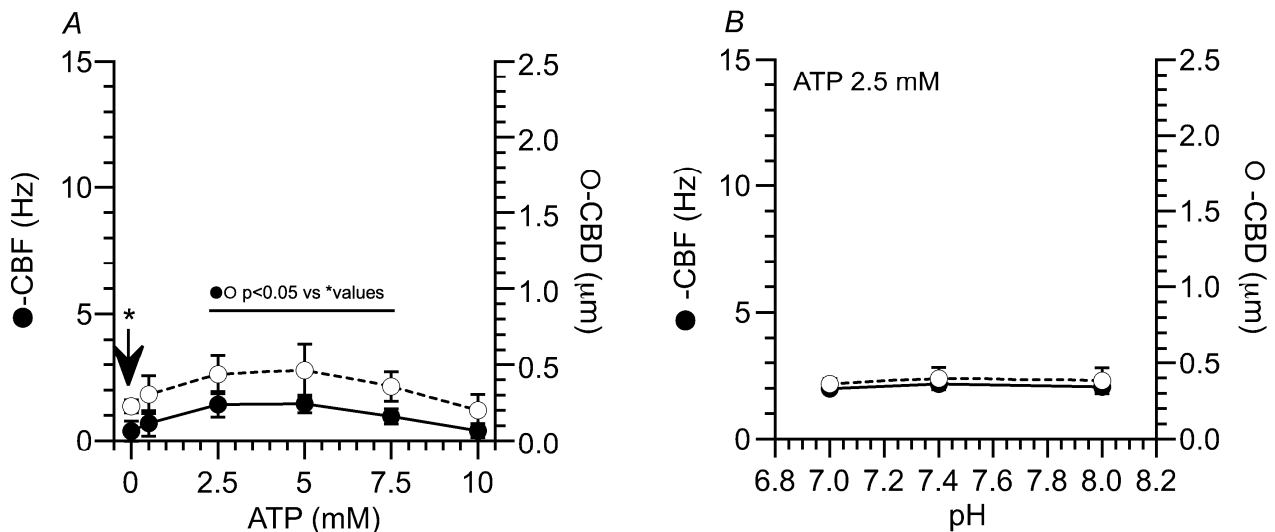 A
15
10
5
0
●-CBF (Hz)
*
●○ p<0.05 vs *values
2.5
2.0
1.5
1.0
0.5
0.0
O-CBD (μm)
0 2.5 5 7.5 10
ATP (mM)
B
ATP 2.5 mM
15
10
5
0
● -CBF (Hz)
2.5
2.0
1.5
1.0
0.5
0.0
O -CBD (μm)
6.8 7.0 7.2 7.4 7.6 7.8 8.0 8.2
pH